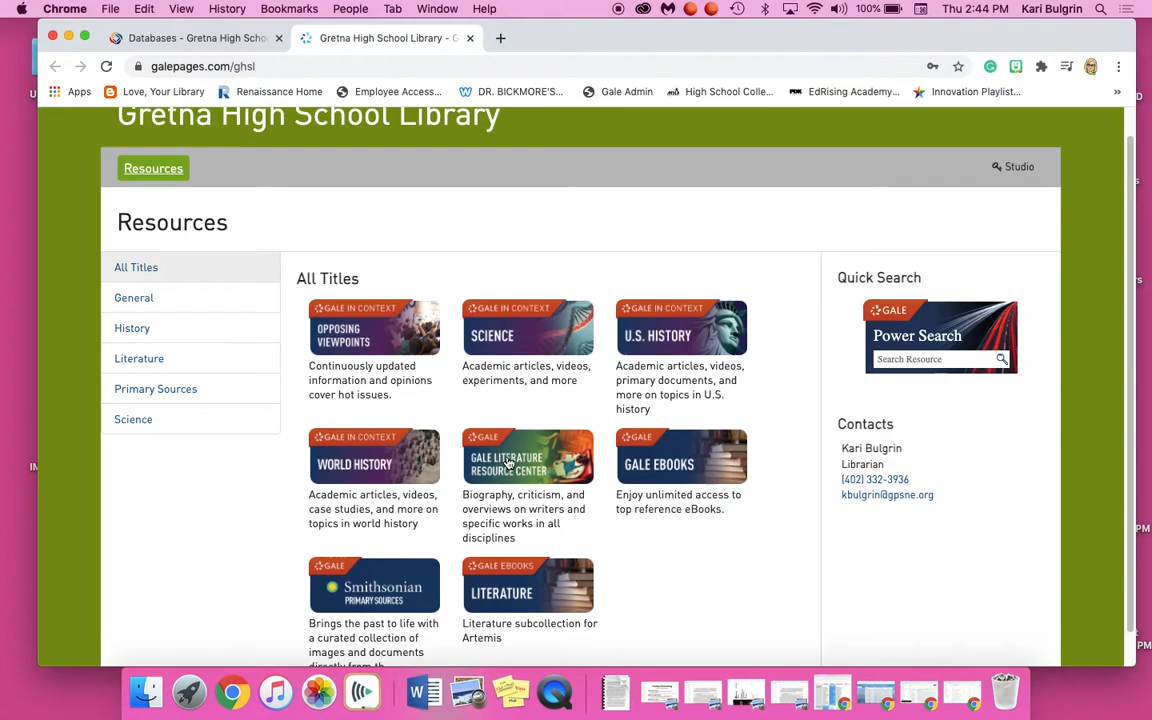 Chrome File Edit View History Bookmarks People Tab Window Help 100% Thu 2:44 PM Kari Bulgrin
Databases - Gretna High Schoo Gretna High School Library - G
galepages.com/ghsl
Apps Love, Your Library Renaissance Home Employee Access... DR. BICKMORE'S... Gale Admin High School Colle... EdRising Academy... Innovation Playlist... »
Gretna High School Library
Resources Studio
Resources
All Titles
General
History
Literature
Primary Sources
Science
All Titles
GALE IN CONTEXT
OPPOSING
VIEWPOINTS
Continuously updated
information and opinions
cover hot issues.
GALE IN CONTEXT
SCIENCE
Academic articles, videos,
experiments, and more
GALE IN CONTEXT
U.S. HISTORY
Academic articles, videos,
primary documents, and
more on topics in U.S.
history
GALE IN CONTEXT
WORLD HISTORY
Academic articles, videos,
case studies, and more on
topics in world history
GALE
GALE LITERATURE
RESOURCE CENTER
Biography, criticism, and
overviews on writers and
specific works in all
disciplines
GALE
GALE EBOOKS
Enjoy unlimited access to
top reference eBooks.
GALE
Smithsonian
PRIMARY SOURCES
Brings the past to life with
a curated collection of
images and documents
directly from th
GALE EBOOKS
LITERATURE
Literature subcollection for
Artemis
Quick Search
GALE
Power Search
Search Resource
Contacts
Kari Bulgrin
Librarian
(402) 332-3936
kbulgrin@gpsne.org